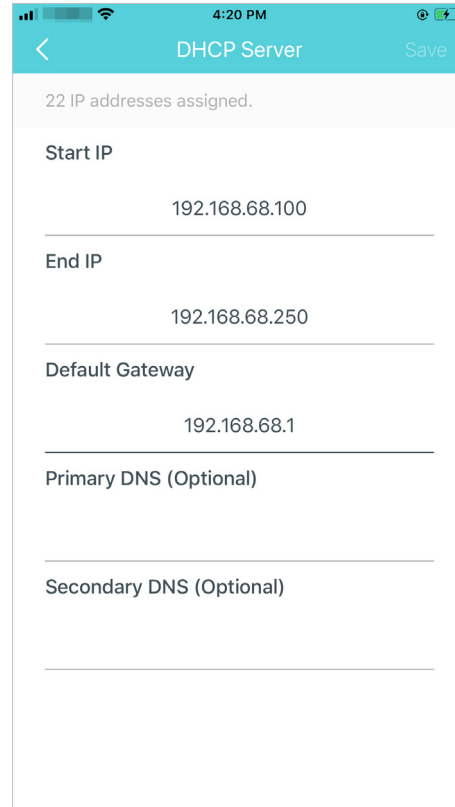 4:20 PM
DHCP Server
Save
22 IP addresses assigned.
Start IP
192.168.68.100
End IP
192.168.68.250
Default Gateway
192.168.68.1
Primary DNS (Optional)
Secondary DNS (Optional)